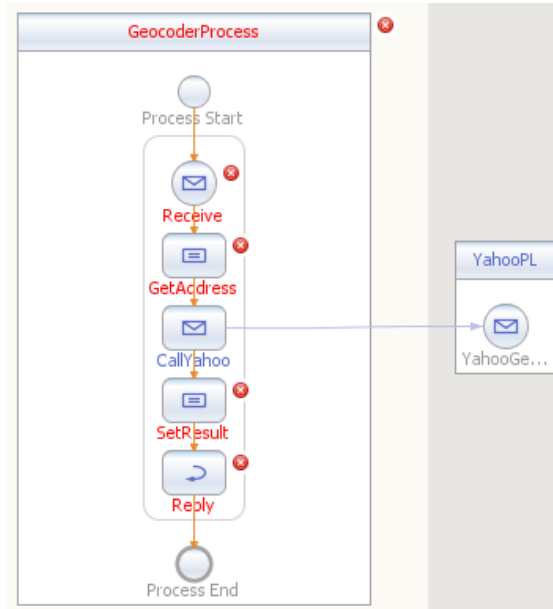 GeocoderProcess
Process Start
Receive
GetAddress
CallYahoo
SetResult
Reply
Process End
YahooPL
YahooGe...